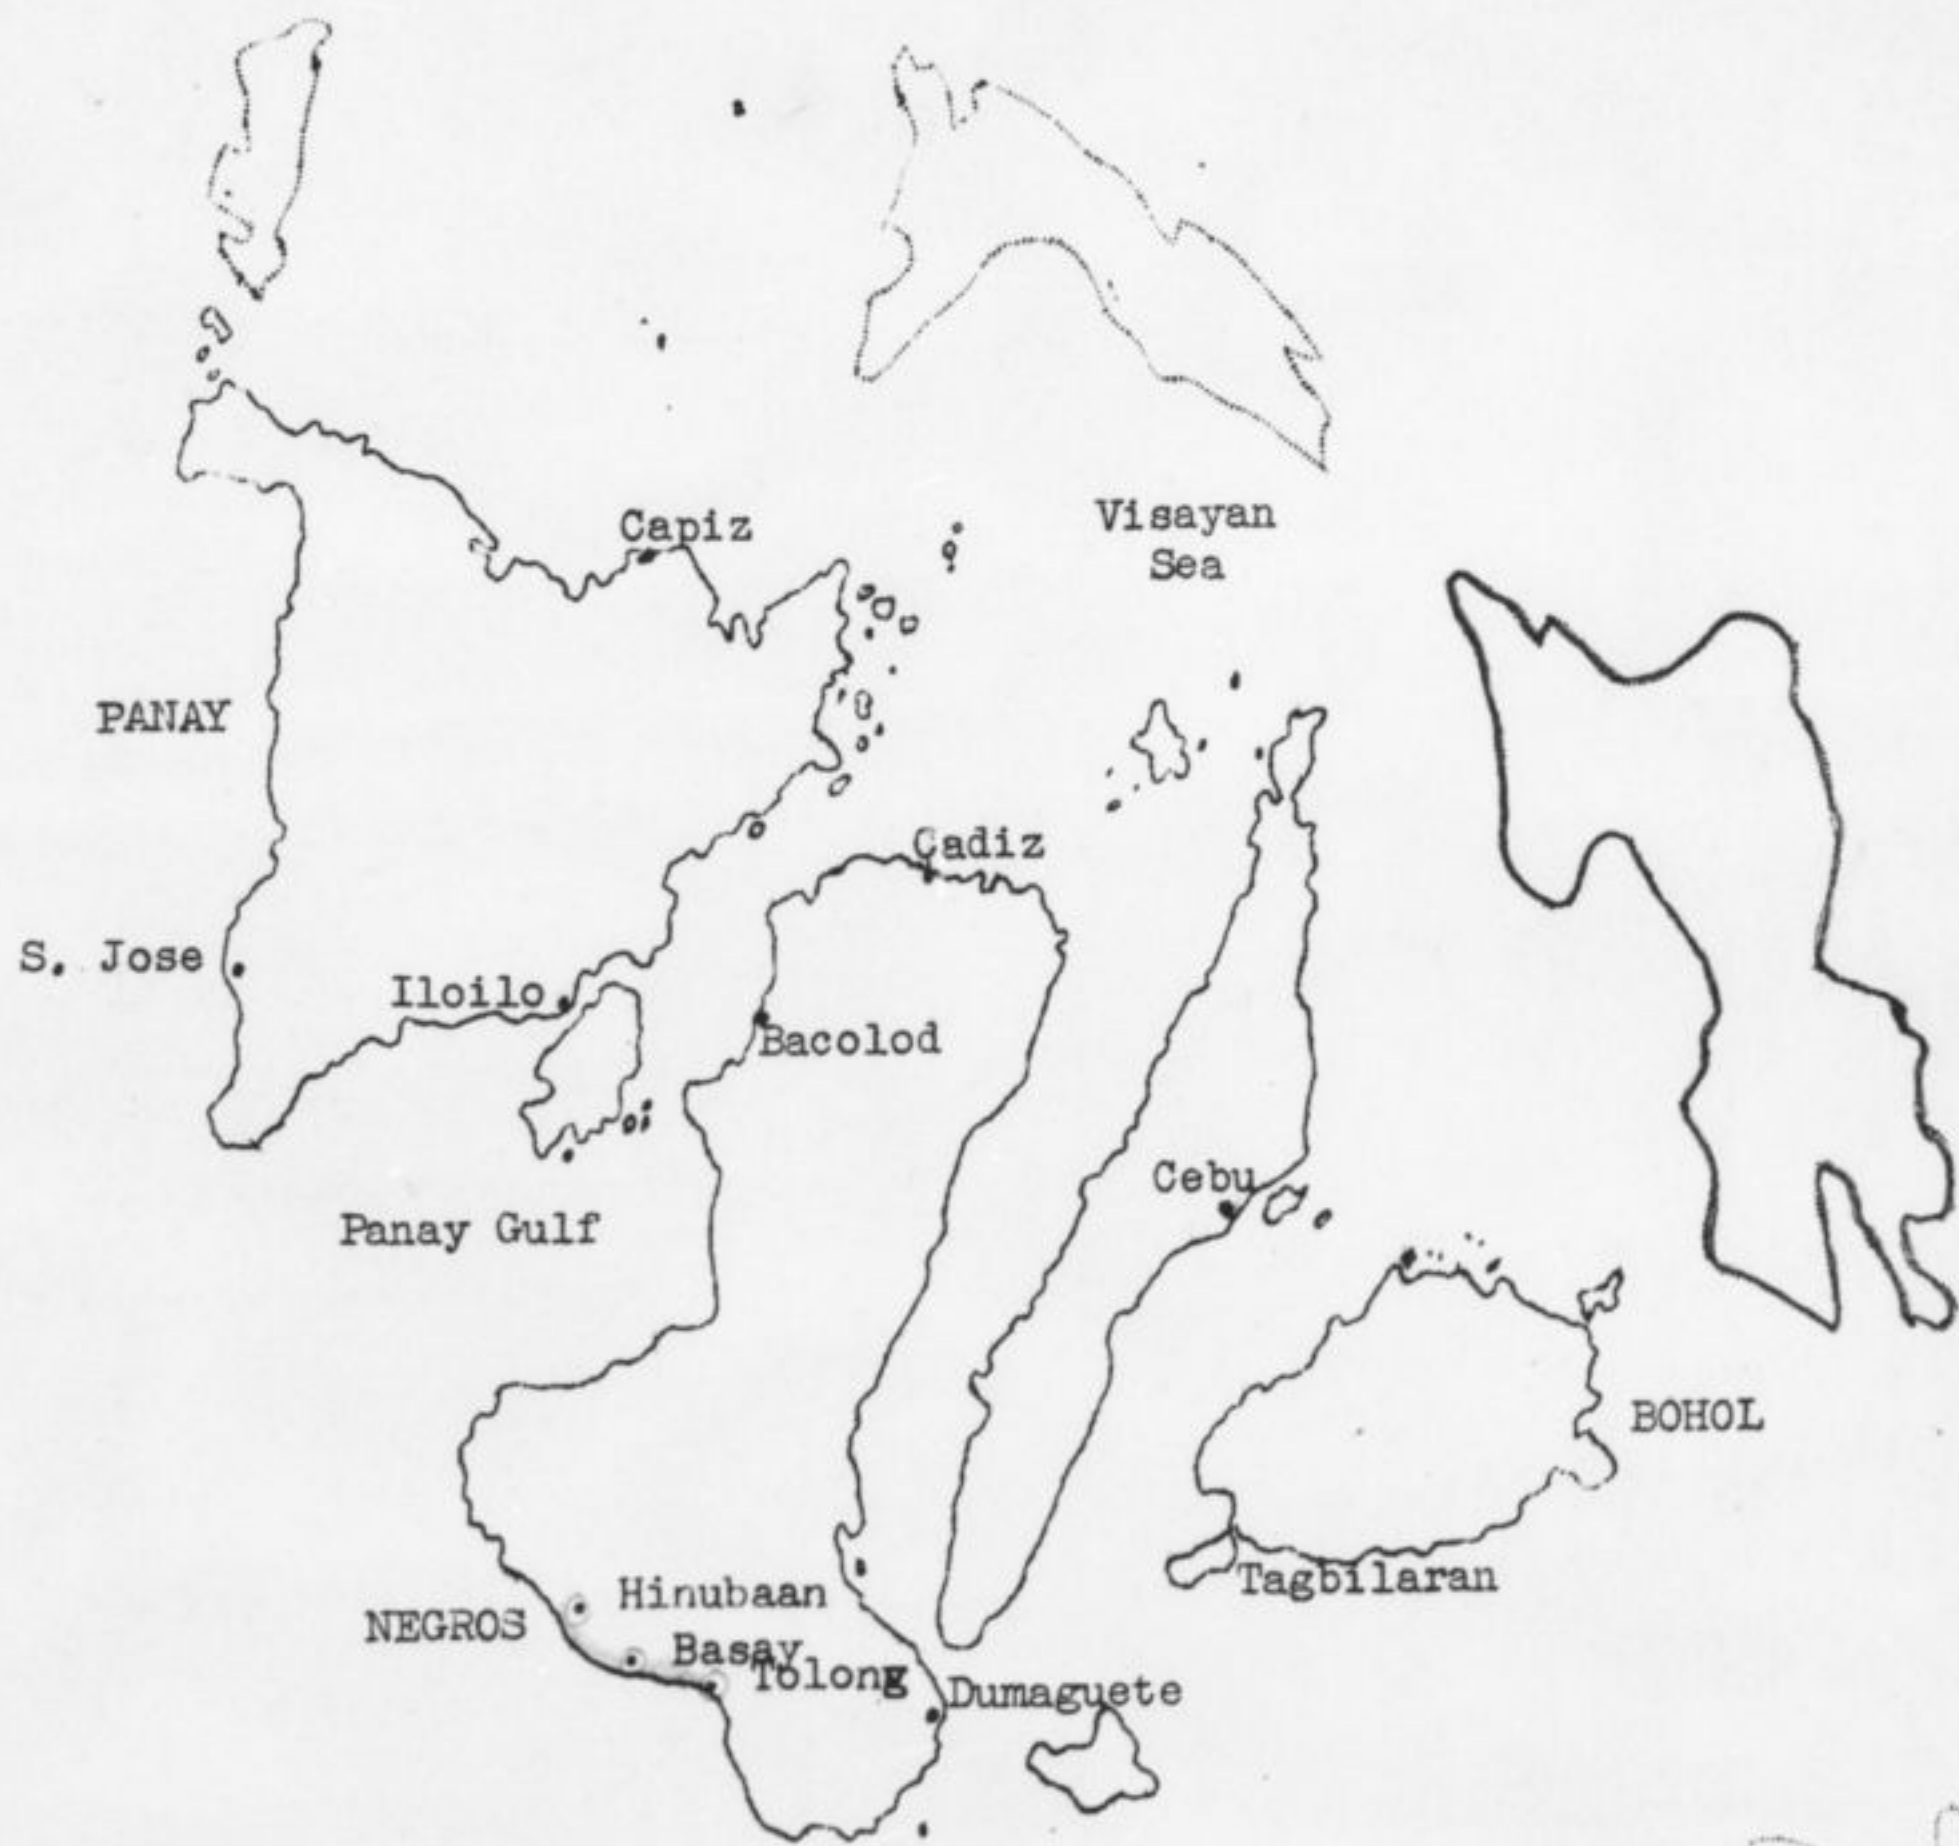 Capiz
Visayan
Sea
PANAY
Cadiz
S. Jose
Iloilo
Bacolod
Cebu
Panay Gulf
BOHOL
Tagbilaran
Hinubaan
NEGROS
Basay
Tolong
Dumaguete